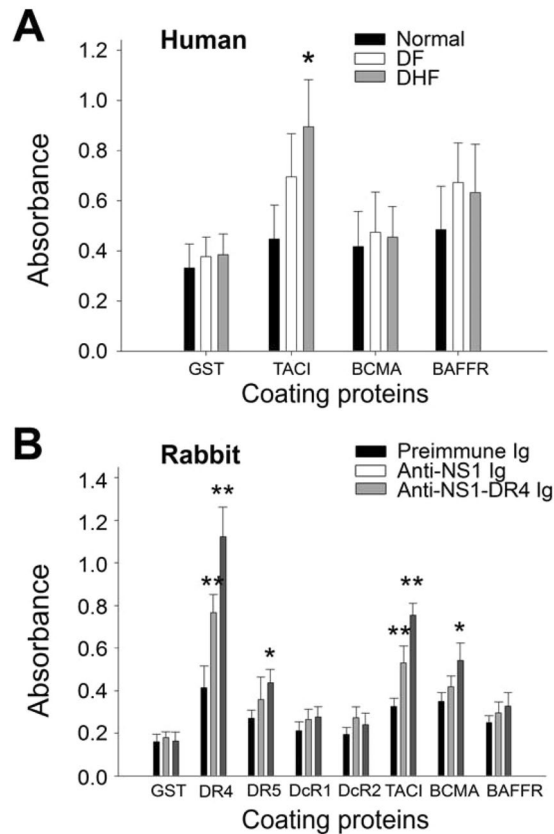 A
Human
Normal
DF
DHF
*
Absorbance
1.2
1.0
0.8
0.6
0.4
0.2
0.0
GST TACI BCMA BAFFR
Coating proteins
B
Rabbit
Preimmune Ig
Anti-NS1 Ig
Anti-NS1-DR4 Ig
** ** * ** ** *
Absorbance
1.4
1.2
1.0
0.8
0.6
0.4
0.2
0.0
GST DR4 DR5 DcR1 DcR2 TACI BCMA BAFFR
Coating proteins